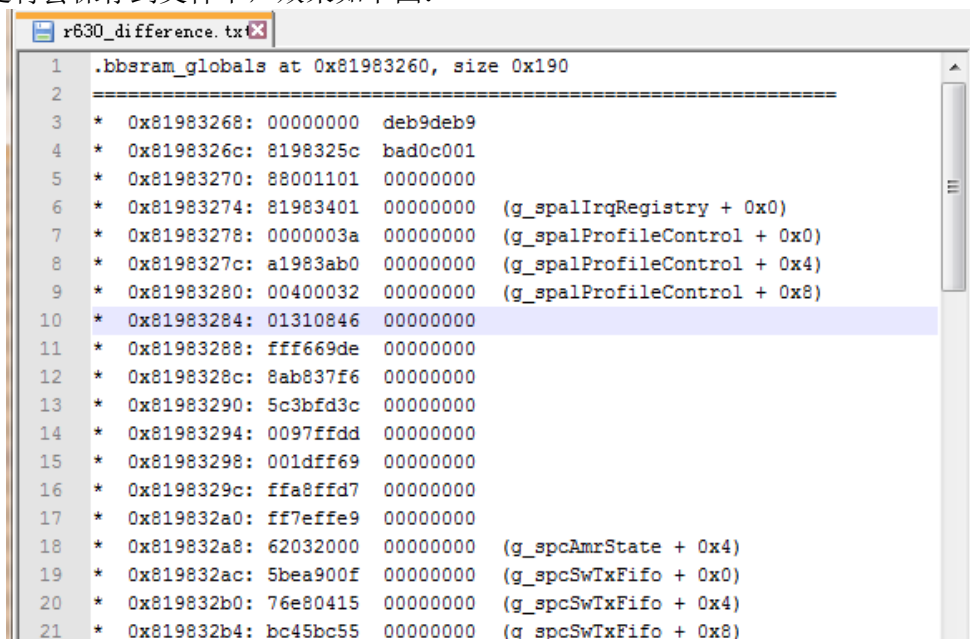 r630_difference.txt
1 .bbsram_globals at 0x81983260, size 0x190
2 ================================================================
3 * 0x81983268: 00000000 deb9deb9
4 * 0x8198326c: 8198325c bad0c001
5 * 0x81983270: 88001101 00000000
6 * 0x81983274: 81983401 00000000 (g_spalIrqRegistry + 0x0)
7 * 0x81983278: 0000003a 00000000 (g_spalProfileControl + 0x0)
8 * 0x8198327c: a1983ab0 00000000 (g_spalProfileControl + 0x4)
9 * 0x81983280: 00400032 00000000 (g_spalProfileControl + 0x8)
10 * 0x81983284: 01310846 00000000
11 * 0x81983288: fff669de 00000000
12 * 0x8198328c: 8ab837f6 00000000
13 * 0x81983290: 5c3bfd3c 00000000
14 * 0x81983294: 0097ffdd 00000000
15 * 0x81983298: 001dff69 00000000
16 * 0x8198329c: ffa8ffd7 00000000
17 * 0x819832a0: ff7effe9 00000000
18 * 0x819832a8: 62032000 00000000 (g_spcAmrState + 0x4)
19 * 0x819832ac: 5bea900f 00000000 (g_spcSwTxFifo + 0x0)
20 * 0x819832b0: 76e80415 00000000 (g_spcSwTxFifo + 0x4)
21 * 0x819832b4: bc45bc55 00000000 (g_spcSwTxFifo + 0x8)